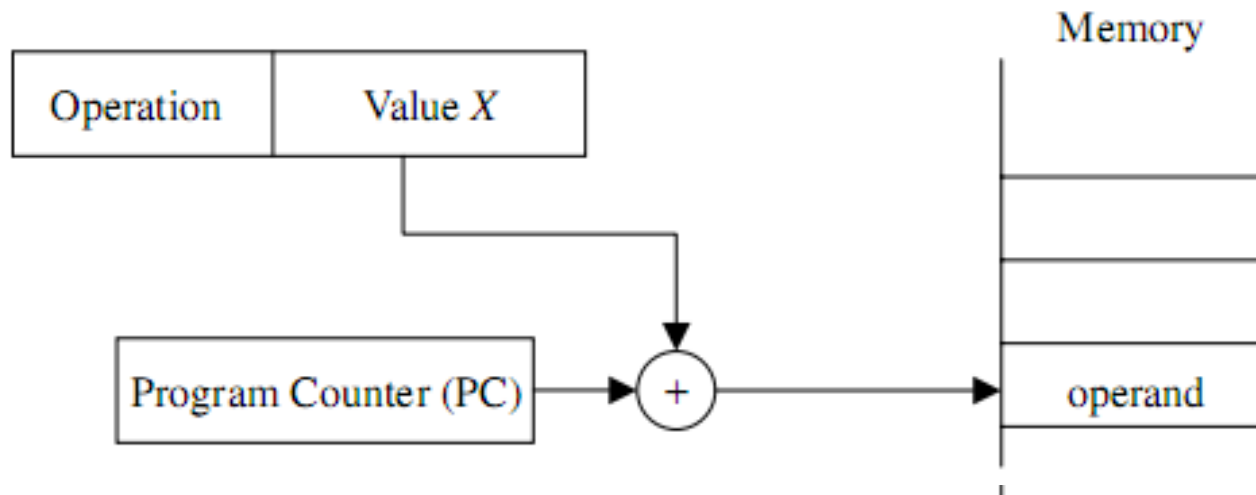 Memory
Operation
Value X
Program Counter (PC)
+
operand